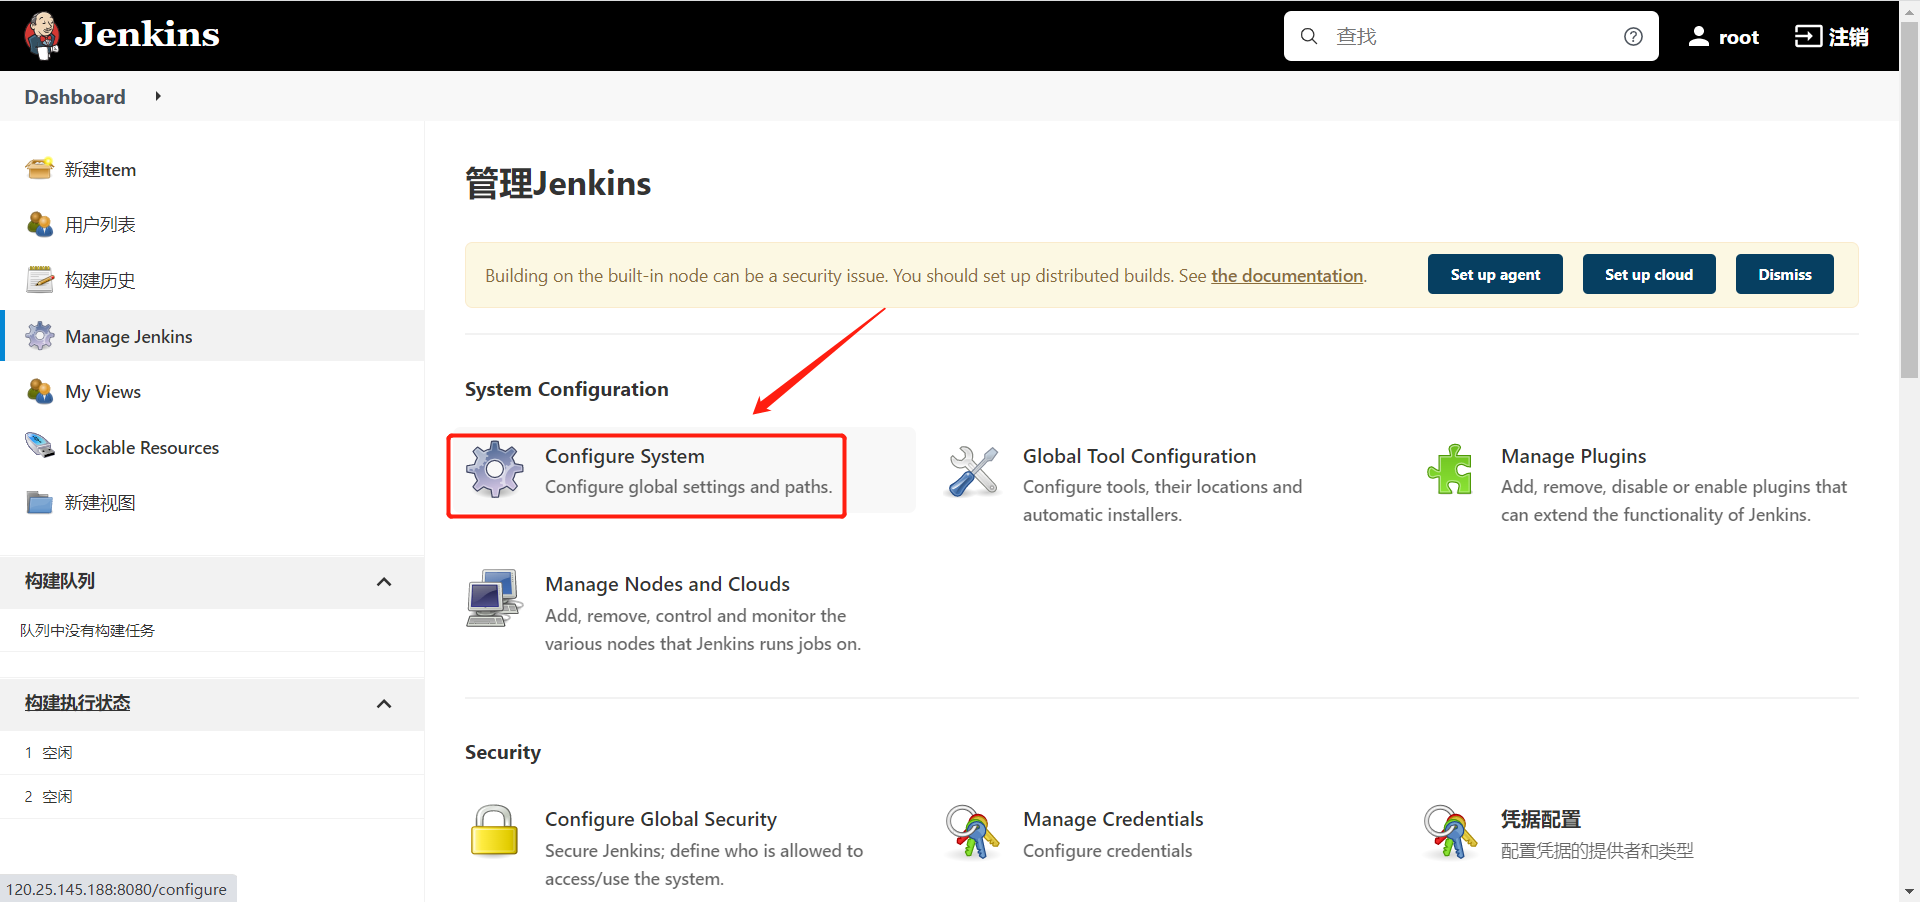 Jenkins
查找
root
注销
Dashboard
新建Item
用户列表
构建历史
Manage Jenkins
My Views
Lockable Resources
新建视图
构建队列
队列中没有构建任务
构建执行状态
1 空闲
2 空闲
管理Jenkins
Building on the built-in node can be a security issue. You should set up distributed builds. See the documentation.
Set up agent
Set up cloud
Dismiss
System Configuration
Configure System
Configure global settings and paths.
Global Tool Configuration
Configure tools, their locations and
automatic installers.
Manage Plugins
Add, remove, disable or enable plugins that
can extend the functionality of Jenkins.
Manage Nodes and Clouds
Add, remove, control and monitor the
various nodes that Jenkins runs jobs on.
Security
Configure Global Security
Secure Jenkins; define who is allowed to
access/use the system.
Manage Credentials
Configure credentials
凭据配置
配置凭据的提供者和类型
120.25.145.188:8080/configure